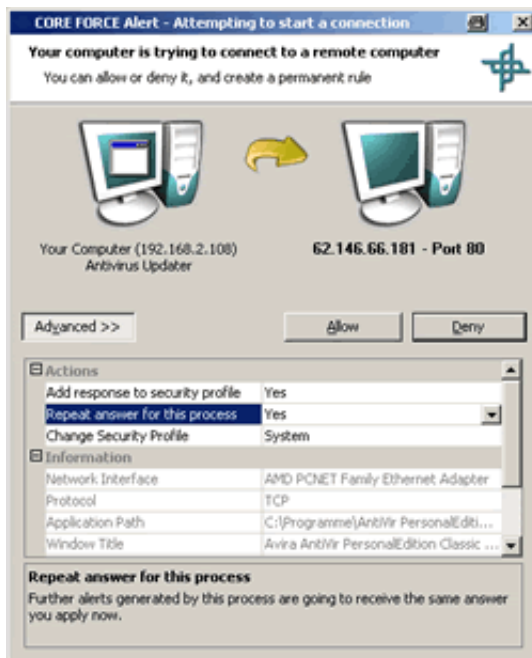 CORE FORCE Alert - Attempting to start a connection
Your computer is trying to connect to a remote computer
You can allow or deny it, and create a permanent rule
Your Computer (192.168.2.108)
Antivirus Updater
62.146.66.181 - Port 80
Advanced >>
Allow
Deny
Actions
Add response to security profile Yes
Repeat answer for this process Yes
Change Security Profile System
Information
Network Interface AMD PCNET Family Ethernet Adapter
Protocol TCP
Application Path C:\Programme\AntiVir PersonalEditi...
Window Title Avira AntiVir PersonalEdition Classic ...
Repeat answer for this process
Further alerts generated by this process are going to receive the same answer
you apply now.